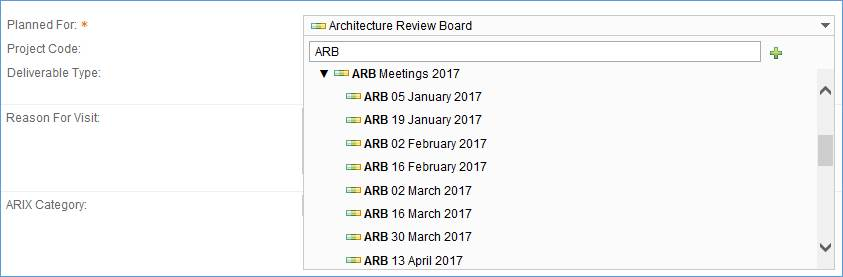 Planned For: *
Architecture Review Board
Project Code:
ARB
Deliverable Type:
ARB Meetings 2017
ARB 05 January 2017
Reason For Visit:
ARB 19 January 2017
ARB 02 February 2017
ARB 16 February 2017
ARB 02 March 2017
ARIX Category:
ARB 16 March 2017
ARB 30 March 2017
ARB 13 April 2017